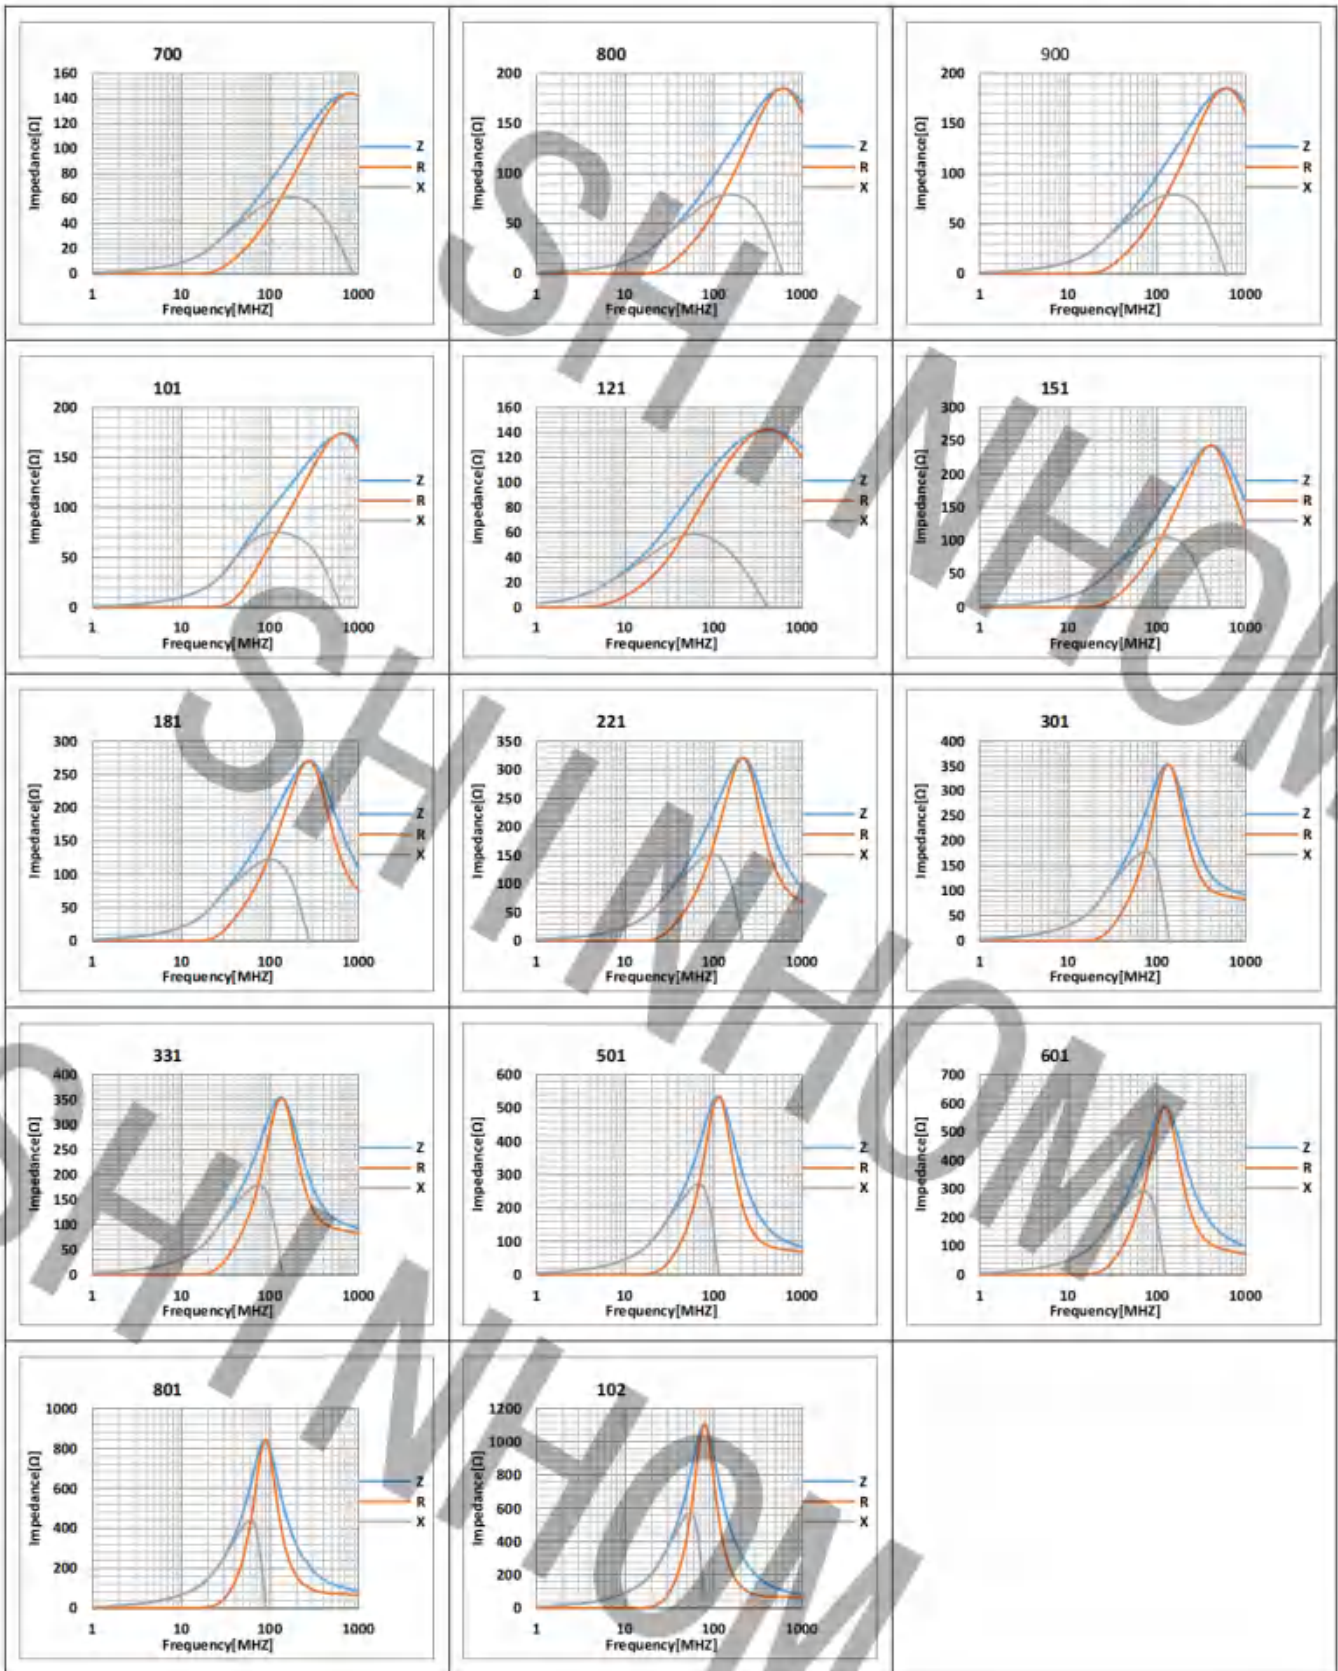 700
Impedance[Ω]
160
140
120
100
80
60
40
20
0
Z
R
X
1 10 100 1000
Frequency[MHZ]
800
Impedance[Ω]
200
150
100
50
0
Z
R
X
1 10 100 1000
Frequency[MHZ]
900
Impedance[Ω]
200
150
100
50
0
Z
R
X
1 10 100 1000
Frequency[MHZ]
101
Impedance[Ω]
200
150
100
50
0
Z
R
X
1 10 100 1000
Frequency[MHZ]
121
Impedance[Ω]
160
140
120
100
80
60
40
20
0
Z
R
X
1 10 100 1000
Frequency[MHZ]
151
Impedance[Ω]
300
250
200
150
100
50
0
Z
R
X
1 10 100 1000
Frequency[MHZ]
181
Impedance[Ω]
300
250
200
150
100
50
0
Z
R
X
1 10 100 1000
Frequency[MHZ]
221
Impedance[Ω]
350
300
250
200
150
100
50
0
Z
R
X
1 10 100 1000
Frequency[MHZ]
301
Impedance[Ω]
400
350
300
250
200
150
100
50
0
Z
R
X
1 10 100 1000
Frequency[MHZ]
331
Impedance[Ω]
400
350
300
250
200
150
100
50
0
Z
R
X
1 10 100 1000
Frequency[MHZ]
501
Impedance[Ω]
600
500
400
300
200
100
0
Z
R
X
1 10 100 1000
Frequency[MHZ]
601
Impedance[Ω]
700
600
500
400
300
200
100
0
Z
R
X
1 10 100 1000
Frequency[MHZ]
801
Impedance[Ω]
1000
800
600
400
200
0
Z
R
X
1 10 100 1000
Frequency[MHZ]
102
Impedance[Ω]
1200
1000
800
600
400
200
0
Z
R
X
1 10 100 1000
Frequency[MHZ]
SHINHOM
SHINHOM
SHINHOM